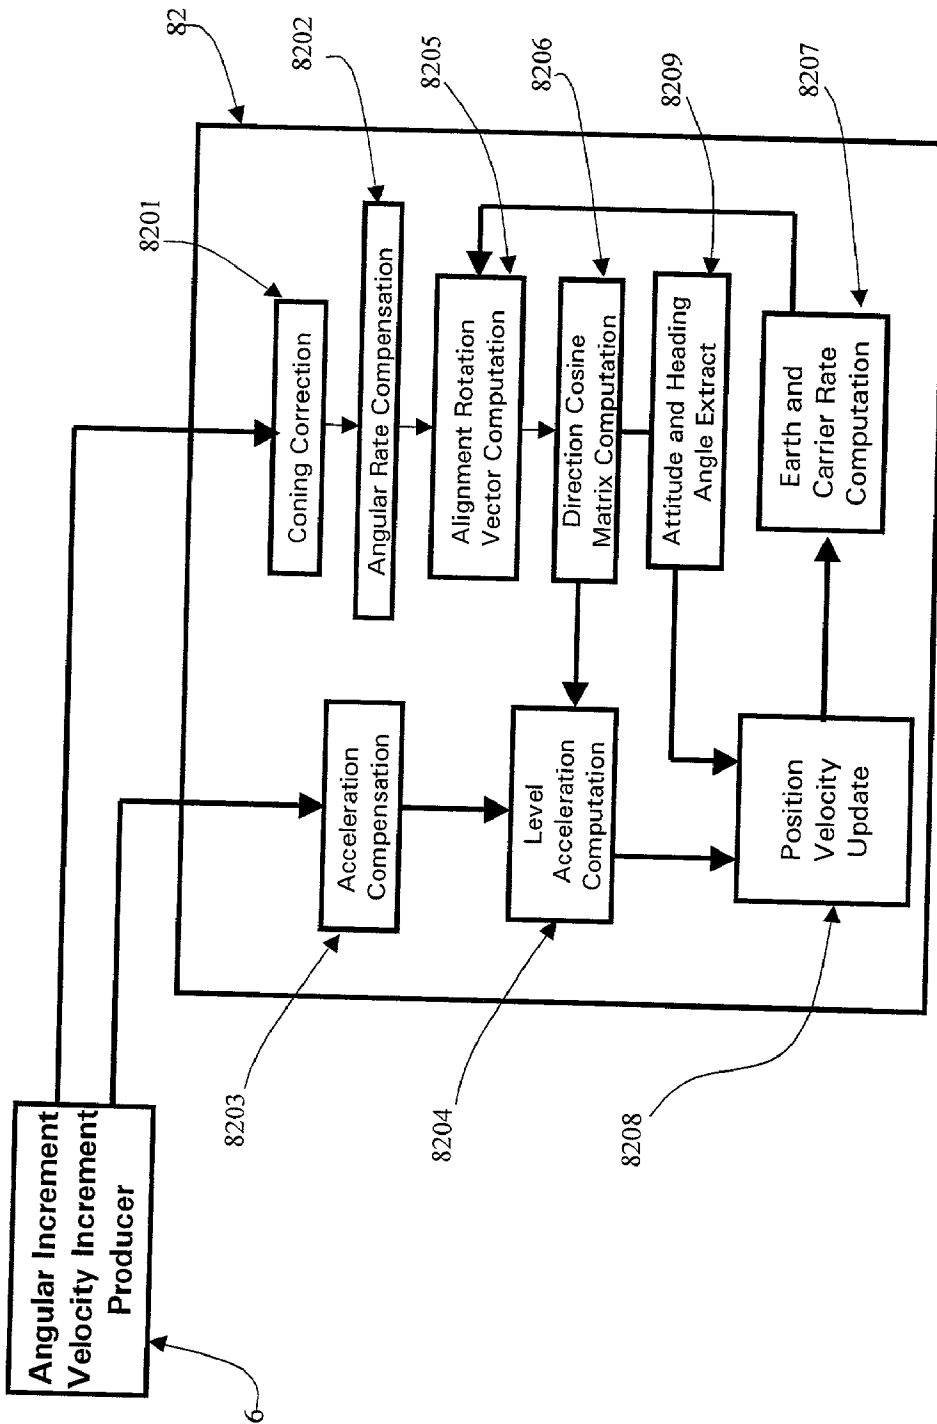 Angular Increment
Velocity Increment
Producer
6
82
8201
Coning Correction
8202
Angular Rate Compensation
8203
Acceleration
Compensation
8205
Alignment Rotation
Vector Computation
8204
Level
Acceleration
Computation
8206
Direction Cosine
Matrix Computation
8209
Attitude and Heading
Angle Extract
8208
Position
Velocity
Update
8207
Earth and
Carrier Rate
Computation